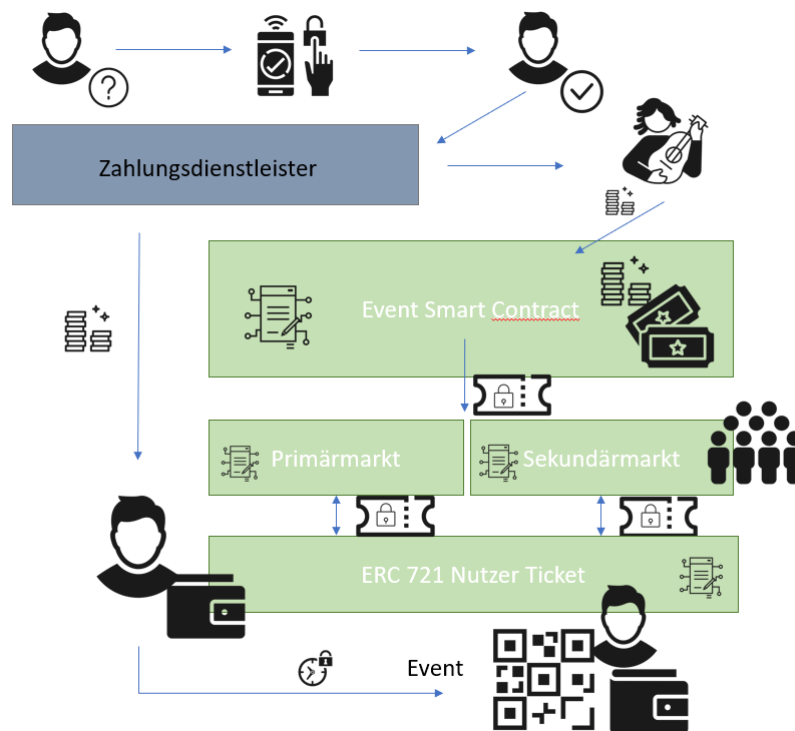 ?
Zahlungsdienstleister
Event Smart Contract
Primärmarkt
Sekundärmarkt
ERC 721 Nutzer Ticket
Event